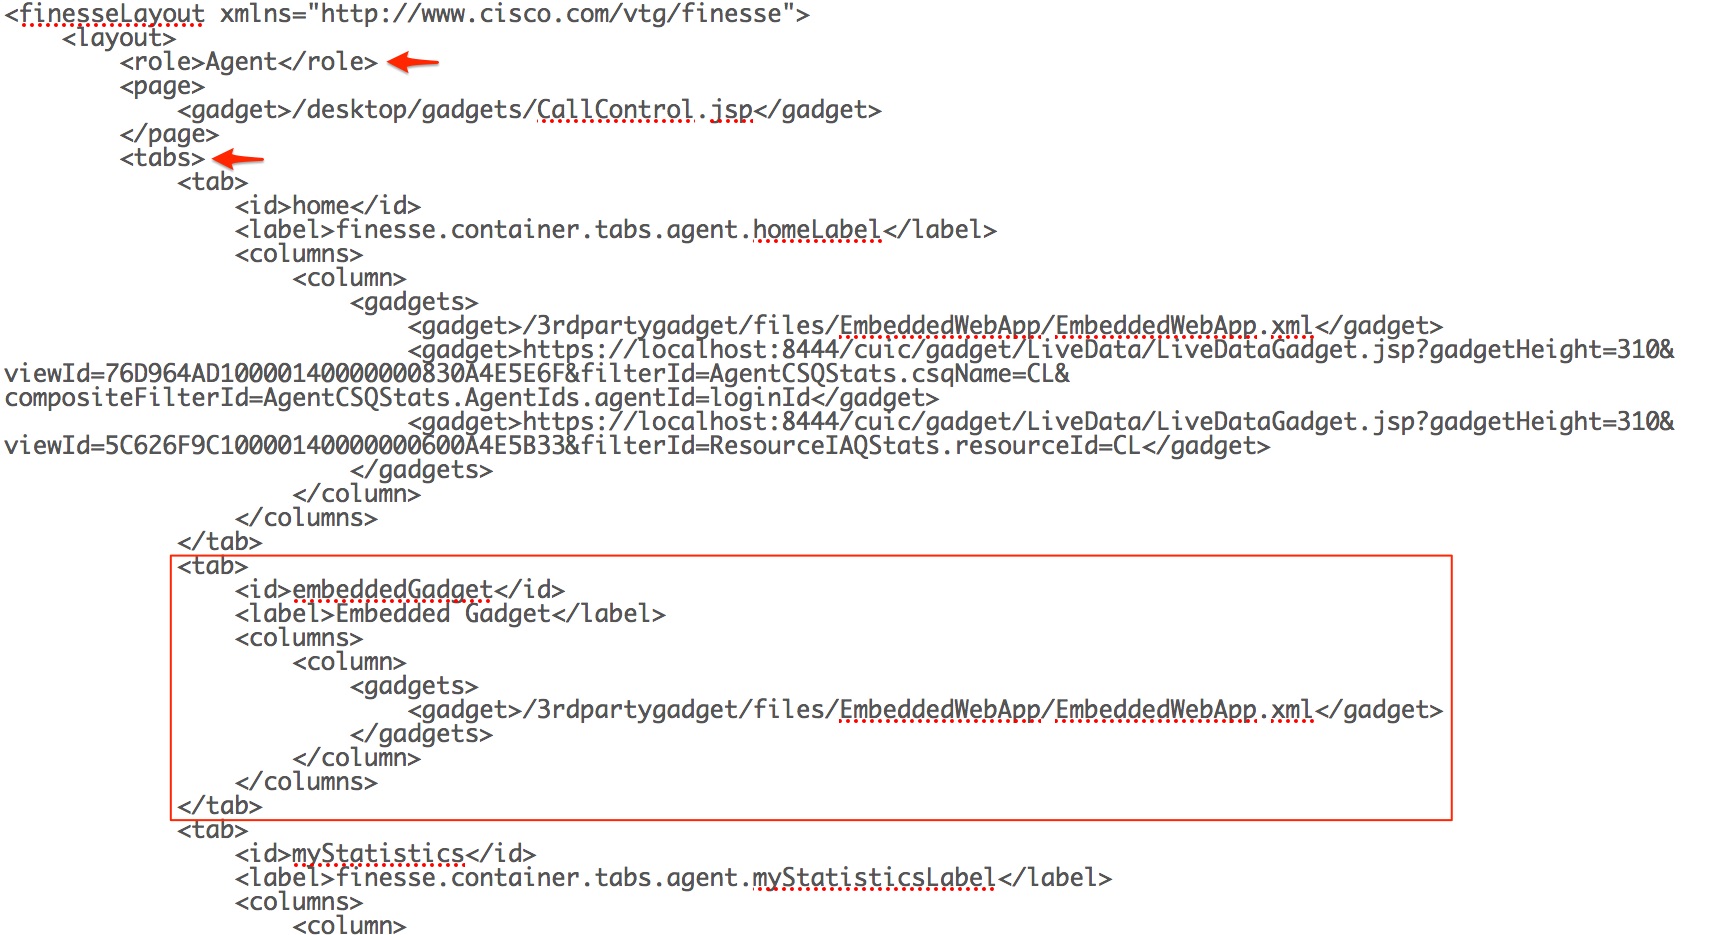 <finesseLayout xmlns="http://www.cisco.com/vtg/finesse">
<layout>
<role>Agent</role>
<page>
<gadget>/desktop/gadgets/CallControl.jsp</gadget>
</page>
<tabs>
<tab>
<id>home</id>
<label>finesse.container.tabs.agent.homeLabel</label>
<columns>
<column>
<gadgets>
<gadget>/3rdpartygadget/files/EmbeddedWebApp/EmbeddedWebApp.xml</gadget>
<gadget>https://localhost:8444/cuic/gadget/LiveData/LiveDataGadget.jsp?gadgetHeight=310&
viewId=76D964AD10000140000000830A4E5E6F&filterId=AgentCSQStats.csqName=CL&
compositeFilterId=AgentCSQStats.AgentIds.agentId=loginId</gadget>
<gadget>https://localhost:8444/cuic/gadget/LiveData/LiveDataGadget.jsp?gadgetHeight=310&
viewId=5C626F9C10000140000000600A4E5B33&filterId=ResourceIAQStats.resourceId=CL</gadget>
</gadgets>
</column>
</columns>
</tab>
<tab>
<id>embeddedGadget</id>
<label>Embedded Gadget</label>
<columns>
<column>
<gadgets>
<gadget>/3rdpartygadget/files/EmbeddedWebApp/EmbeddedWebApp.xml</gadget>
</gadgets>
</column>
</columns>
</tab>
<tab>
<id>myStatistics</id>
<label>finesse.container.tabs.agent.myStatisticsLabel</label>
<columns>
<column>